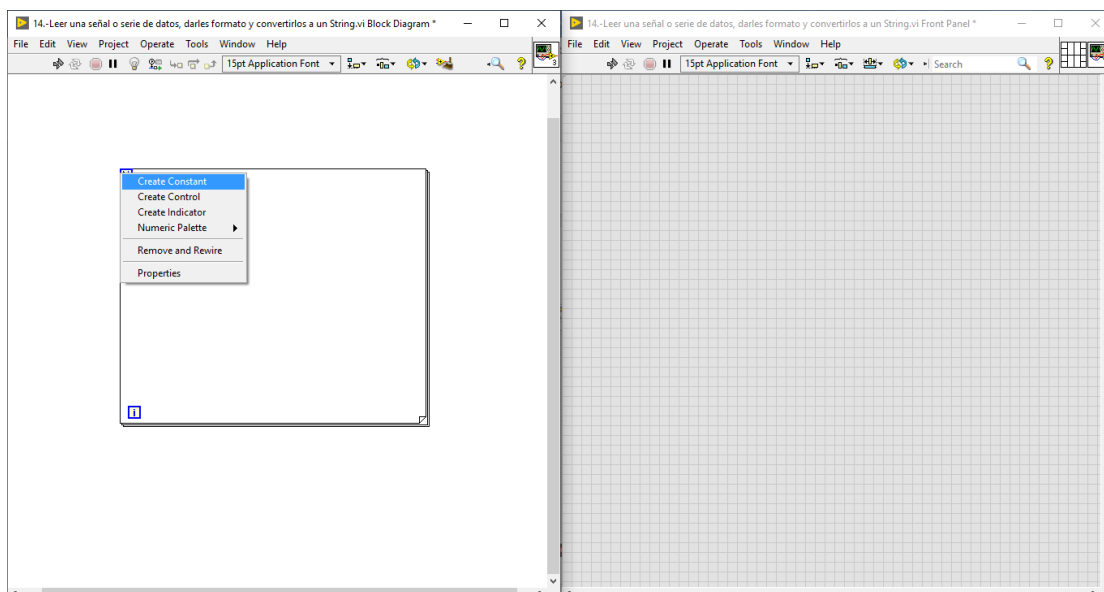 14.-Leer una señal o serie de datos, darles formato y convertirlos a un String.vi Block Diagram *
File Edit View Project Operate Tools Window Help
15pt Application Font
3
Create Constant
Create Control
Create Indicator
Numeric Palette
Remove and Rewire
Properties
i
14.-Leer una señal o serie de datos, darles formato y convertirlos a un String.vi Front Panel *
File Edit View Project Operate Tools Window Help
15pt Application Font
Search